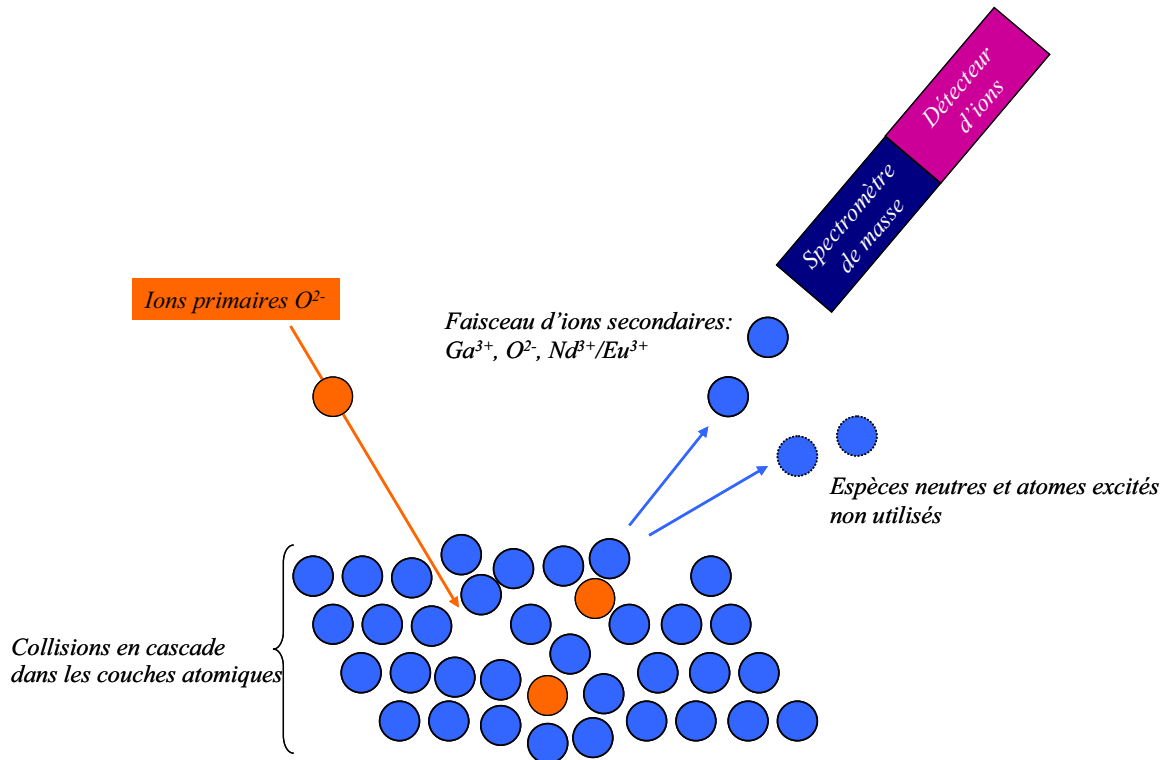 Détecteur
d’ions
Spectromètre
de masse
Ions primaires O²⁻
Faisceau d’ions secondaires:
Ga³⁺, O²⁻, Nd³⁺/Eu³⁺
Espèces neutres et atomes excités
non utilisés
Collisions en cascade
dans les couches atomiques